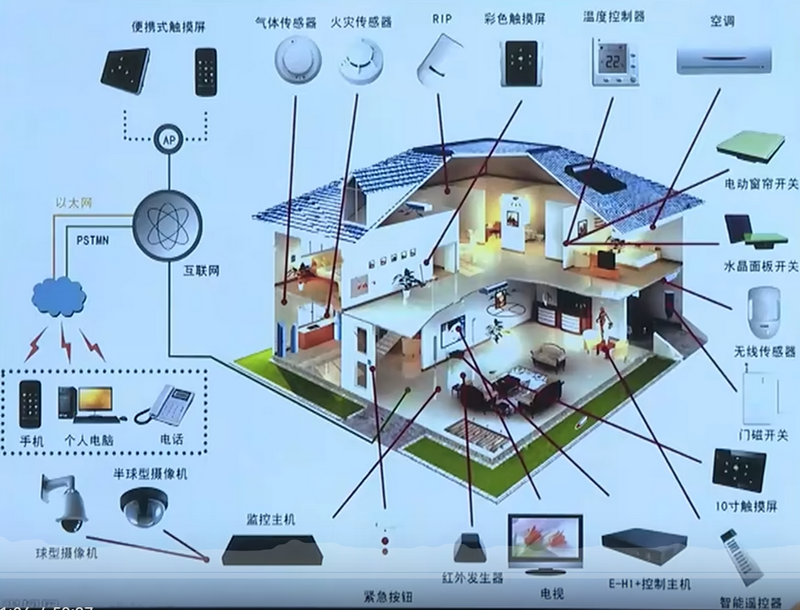 便携式触摸屏
气体传感器
火灾传感器
RIP
彩色触摸屏
温度控制器
空调
22
AP
以太网
PSTMN
互联网
电动窗帘开关
水晶面板开关
无线传感器
门磁开关
10寸触摸屏
手机
个人电脑
电话
半球型摄像机
球型摄像机
监控主机
紧急按钮
红外发生器
电视
E-H1+控制主机
智能遥控器